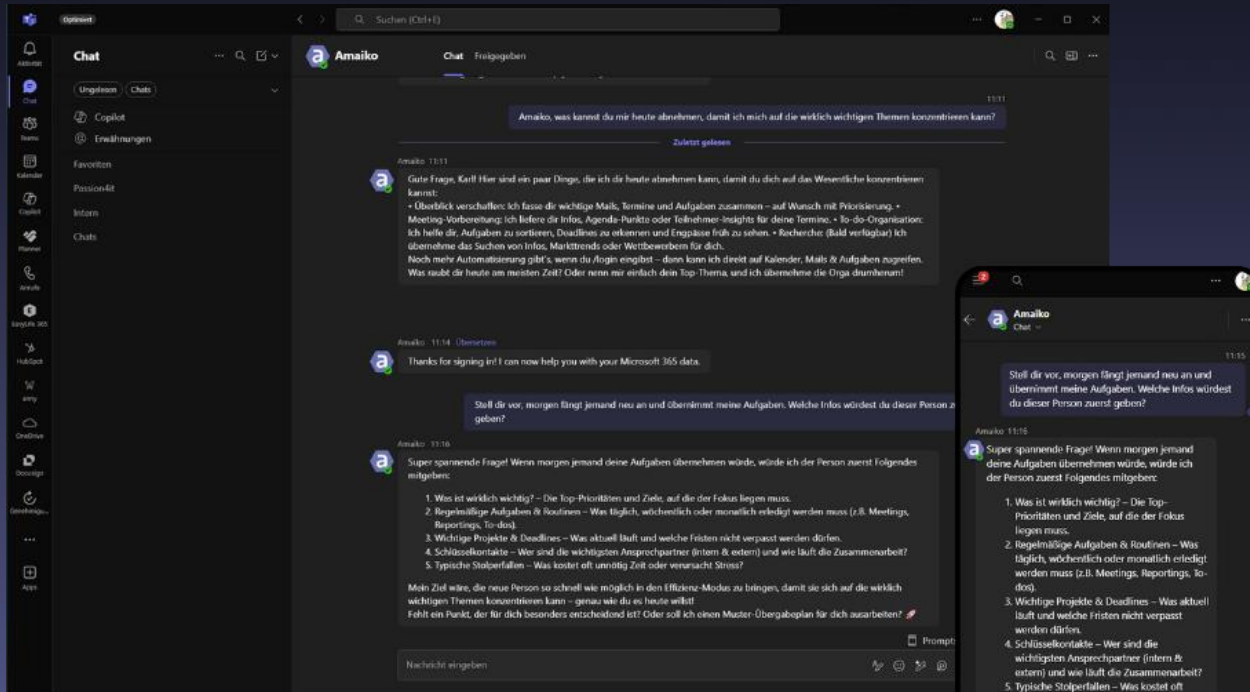 Optimiert
Suchen (Ctrl+E)
Aktivität
Chat
Teams
Kalender
Copilot
Planner
Anrufe
EasyLife 365
HubSpot
OneDrive
Docusign
Apps
Chat
Ungelesen
Chats
Copilot
Erwähnungen
Favoriten
Passion4it
Intern
Chats
Amaiko
Chat
Freigegeben
11:11
Amaiko, was kannst du mir heute abnehmen, damit ich mich auf die wirklich wichtigen Themen konzentrieren kann?
Zuletzt gelesen
Amaiko 11:11
Gute Frage, Karl! Hier sind ein paar Dinge, die ich dir heute abnehmen kann, damit du dich auf das Wesentliche konzentrieren
kannst:
• Überblick verschaffen: Ich fasse dir wichtige Mails, Termine und Aufgaben zusammen – auf Wunsch mit Priorisierung. •
Meeting-Vorbereitung: Ich liefere dir Infos, Agenda-Punkte oder Teilnehmer-Insights für deine Termine. • To-do-Organisation:
Ich helfe dir, Aufgaben zu sortieren, Deadlines zu erkennen und Engpässe früh zu sehen. • Recherche: (Bald verfügbar) Ich
übernehme das Suchen von Infos, Markttrends oder Wettbewerbern für dich.
Noch mehr Automatisierung gibt's, wenn du /login eingibst – dann kann ich direkt auf Kalender, Mails & Aufgaben zugreifen.
Was raubt dir heute am meisten Zeit? Oder nenn mir einfach dein Top-Thema, und ich übernehme die Orga drumherum!
Amaiko 11:14 Übersetzen
Thanks for signing in! I can now help you with your Microsoft 365 data.
Stell dir vor, morgen fängt jemand neu an und übernimmt meine Aufgaben. Welche Infos würdest du dieser Person
geben?
Amaiko 11:16
Super spannende Frage! Wenn morgen jemand deine Aufgaben übernehmen würde, würde ich der Person zuerst Folgendes
mitgeben:
1. Was ist wirklich wichtig? – Die Top-Prioritäten und Ziele, auf die der Fokus liegen muss.
2. Regelmäßige Aufgaben & Routinen – Was täglich, wöchentlich oder monatlich erledigt werden muss (z.B. Meetings,
Reportings, To-dos).
3. Wichtige Projekte & Deadlines – Was aktuell läuft und welche Fristen nicht verpasst werden dürfen.
4. Schlüsselkontakte – Wer sind die wichtigsten Ansprechpartner (intern & extern) und wie läuft die Zusammenarbeit?
5. Typische Stolperfallen – Was kostet oft unnötig Zeit oder verursacht Stress?
Mein Ziel wäre, die neue Person so schnell wie möglich in den Effizienz-Modus zu bringen, damit sie sich auf die wirklich
wichtigen Themen konzentrieren kann – genau wie du es heute willst!
Fehlt ein Punkt, der für dich besonders entscheidend ist? Oder soll ich einen Muster-Übergabeplan für dich ausarbeiten? 🚀
Prompt
Nachricht eingeben
2
Amaiko
Chat
11:15
Stell dir vor, morgen fängt jemand neu an und
übernimmt meine Aufgaben. Welche Infos würdest
du dieser Person zuerst geben?
Amaiko 11:16
Super spannende Frage! Wenn morgen jemand
deine Aufgaben übernehmen würde, würde ich
der Person zuerst Folgendes mitgeben:
1. Was ist wirklich wichtig? – Die Top-
Prioritäten und Ziele, auf die der Fokus
liegen muss.
2. Regelmäßige Aufgaben & Routinen – Was
täglich, wöchentlich oder monatlich erledigt
werden muss (z.B. Meetings, Reportings, To-
dos).
3. Wichtige Projekte & Deadlines – Was aktuell
läuft und welche Fristen nicht verpasst
werden dürfen.
4. Schlüsselkontakte – Wer sind die
wichtigsten Ansprechpartner (intern &
extern) und wie läuft die Zusammenarbeit?
5. Typische Stolperfallen – Was kostet oft